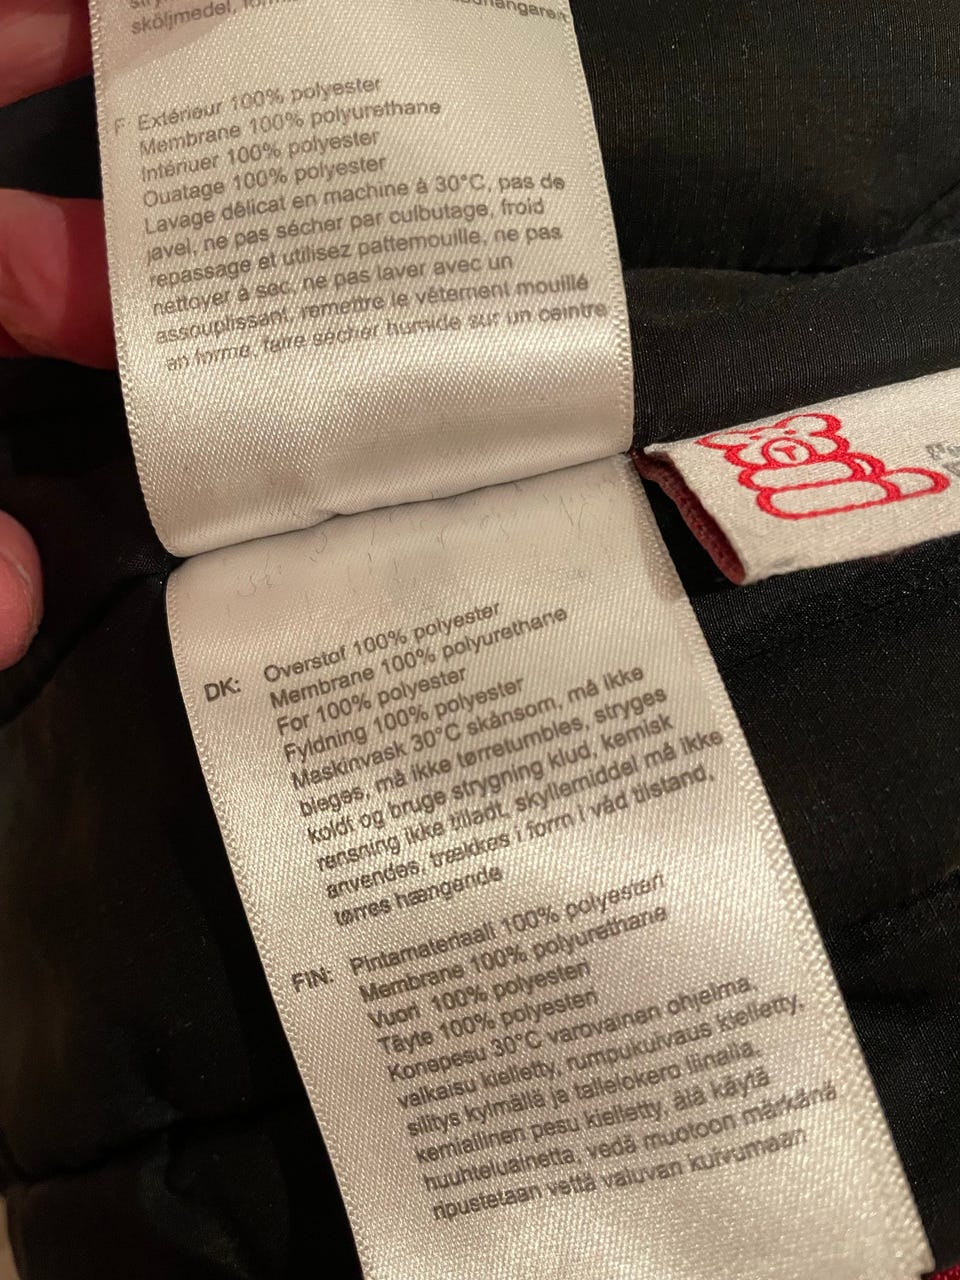 sköljmedel,
F Extérieur 100% polyester
Membrane 100% polyurethane
Intériuer 100% polyester
Ouatage 100% polyester
Lavage délicat en machine à 30°C, pas de
javel, ne pas sécher par culbutage, froid
repassage et utilisez pattemouille, ne pas
nettoyer à sec, ne pas laver avec un
assouplissant, remettre le vêtement mouillé
en forme, faire sécher humide sur un ceintre
T
DK: Overstof 100% polyester
Membrane 100% polyurethane
For 100% polyester
Fyldning 100% polyester
Maskinvask 30°C skånsom, må ikke
bleges, må ikke tørretumbles, stryges
koldt og bruge strygning klud, kemisk
rensning ikke tilladt, skyllemiddel må ikke
anvendes, trækkes i form i våd tilstand,
tørres hængende
FIN: Pintamateriaali 100% polyesteri
Membrane 100% polyurethane
Vuori 100% polyesteri
Täyte 100% polyesteri
Konepesu 30°C varovainen ohjelma,
valkaisu kielletty, rumpukuivaus kielletty,
silitys kylmällä ja tallelokero liinalla,
kemiallinen pesu kielletty, älä käytä
huuhteluainetta, vedä muotoon märkänä
ripustetaan vettä valuvan kuivumaan